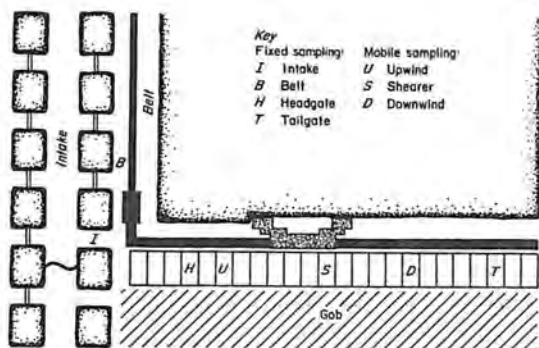 Key
Fixed sampling: Mobile sampling:
I Intake U Upwind
B Belt S Shearer
H Headgate D Downwind
T Tailgate
Belt
Intake
B
I
H U S D T
Gob